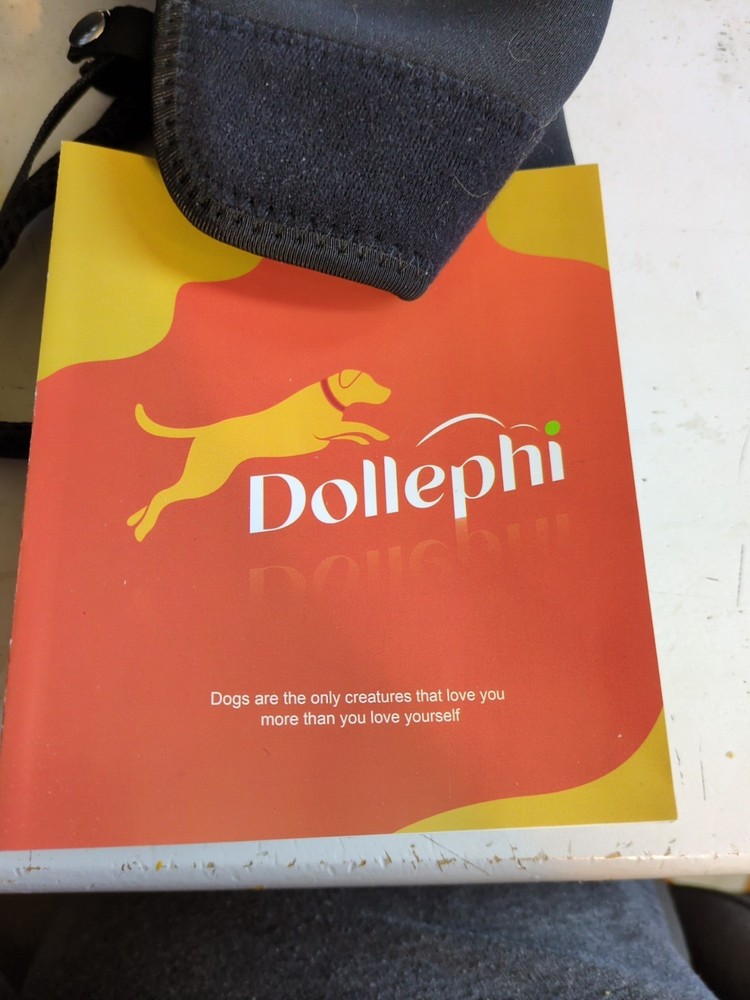 Dollephi
Dogs are the only creatures that love you
more than you love yourself